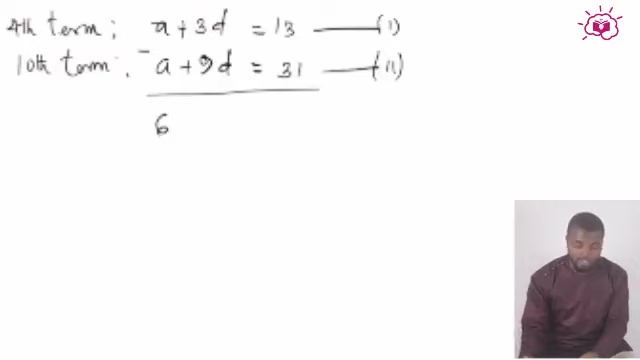 4th term; a + 3d = 13 —— (i)
10th term: - a + 9d = 31 —— (ii)
6